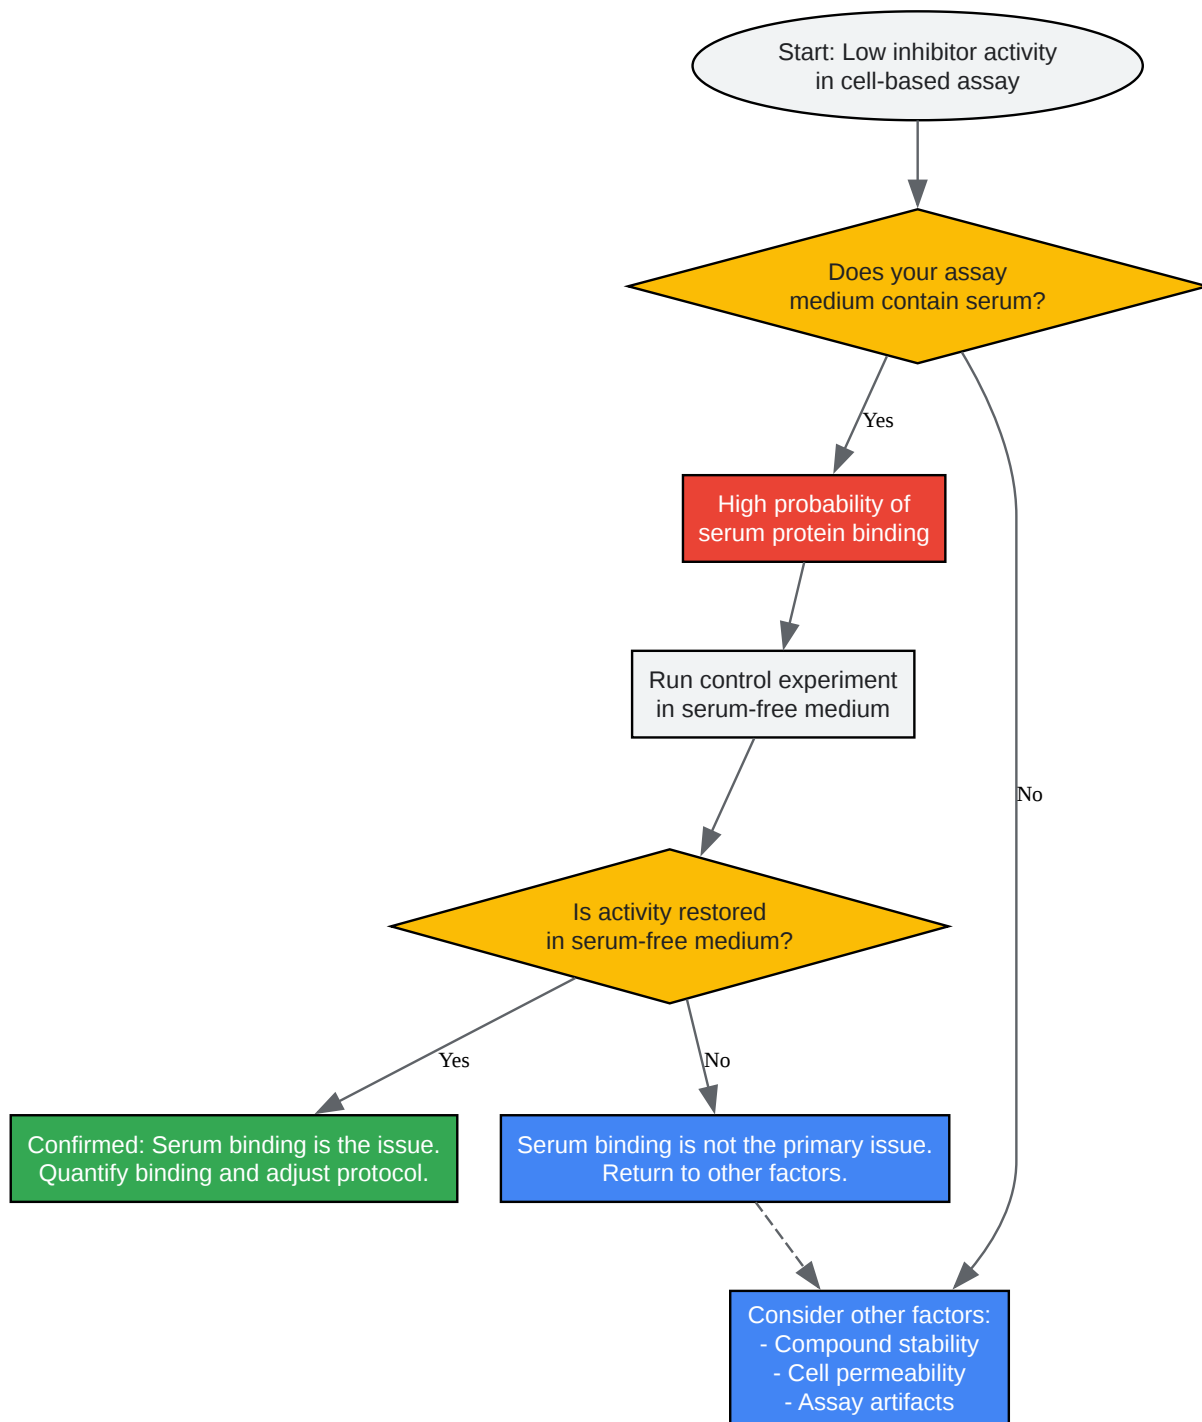 Start: Low inhibitor activity
in cell-based assay
Does your assay
medium contain serum?
Yes
High probability of
serum protein binding
Run control experiment
in serum-free medium
No
Is activity restored
in serum-free medium?
Yes
No
Confirmed: Serum binding is the issue.
Quantify binding and adjust protocol.
Serum binding is not the primary issue.
Return to other factors.
Consider other factors:
- Compound stability
- Cell permeability
- Assay artifacts